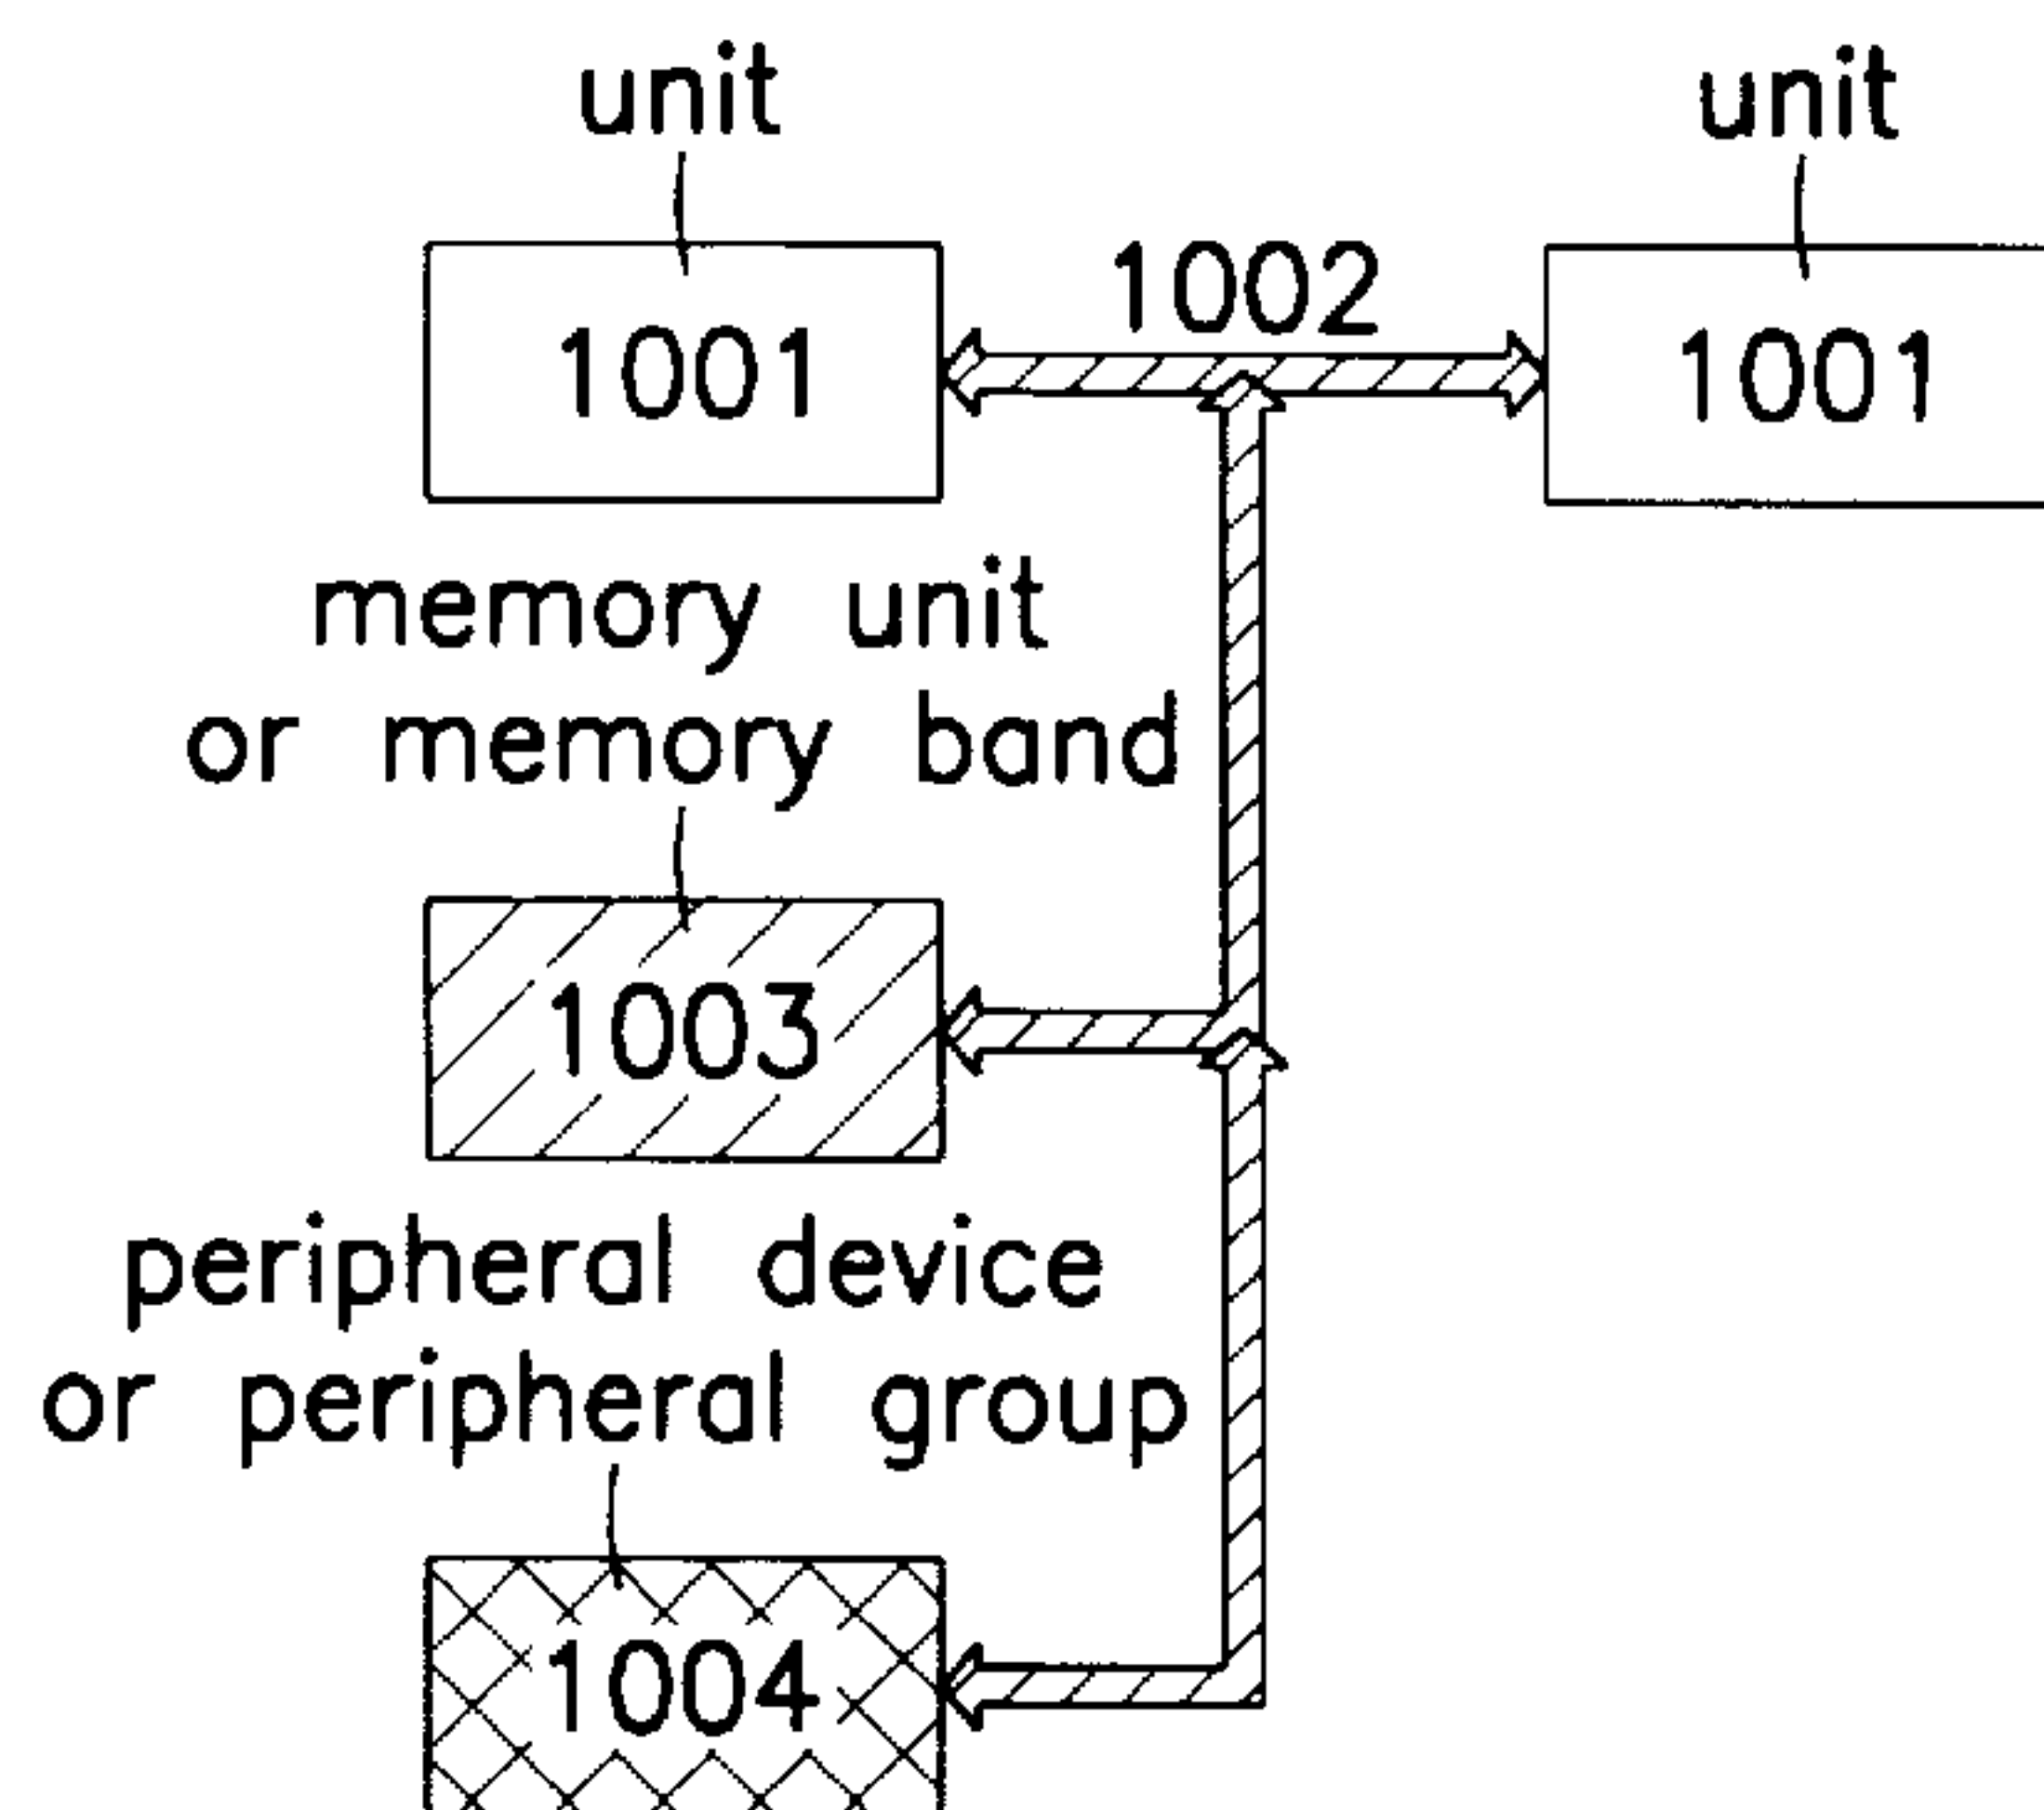 unit unit
1002
1001 1001
memory unit
or memory band
1003
peripheral device
or peripheral group
1004